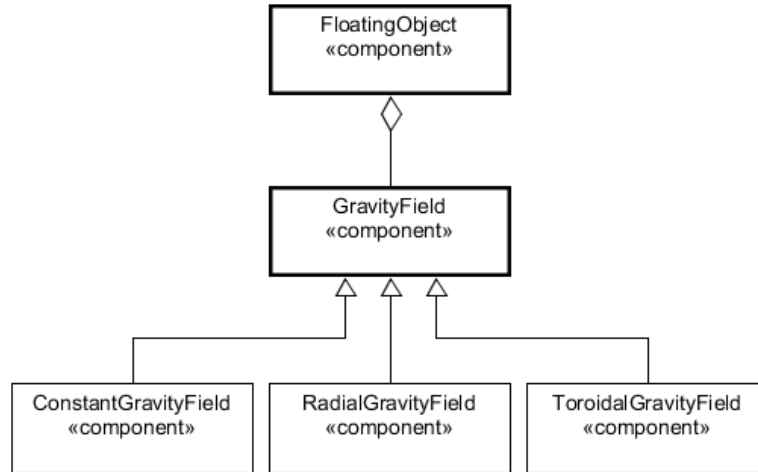 FloatingObject
«component»
GravityField
«component»
ConstantGravityField
«component»
RadialGravityField
«component»
ToroidalGravityField
«component»